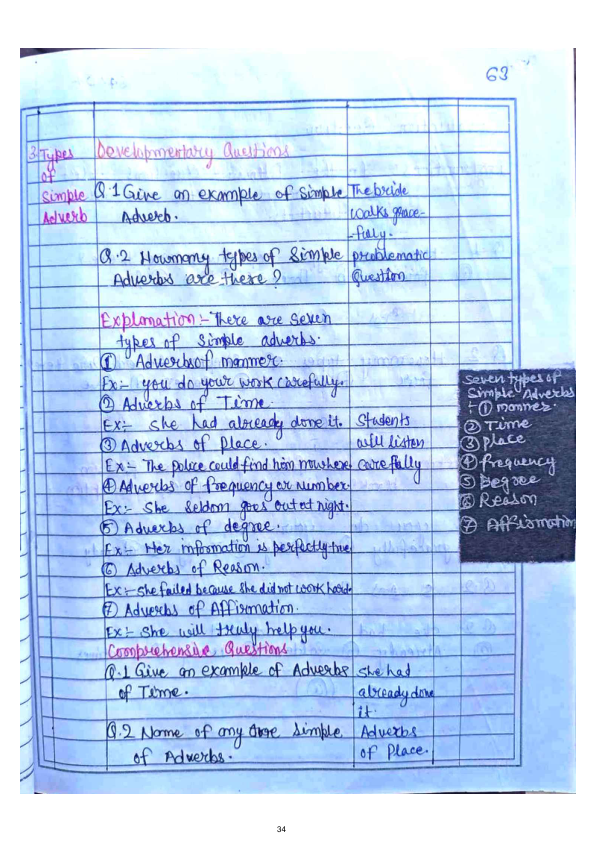 63
3. Types
of
Simple
Adverb
Developmentary Questions
Q.1 Give an example of Simple
Adverb.
The bride
walks grace-
-fully.
Q.2 Howmany types of Simple
Adverbs are there?
problematic
Question
Explanation:- There are seven
types of simple adverbs.
① Adverbs of manner.
Ex:- you do your work carefully.
② Adverbs of Time.
Ex:- she had already done it.
③ Adverbs of Place.
Ex:- The police could find him nowhere
④ Adverbs of frequency or number.
Ex:- She seldom goes out at night.
⑤ Adverbs of degree.
Ex:- Her information is perfectly true
⑥ Adverbs of Reason.
Ex:- she failed because she did not work hard.
⑦ Adverbs of Affirmation.
Ex:- she will truly help you.
Students
will listen
carefully
Seven types of
Simple Adverbs
:- ① manner.
② Time
③ place
④ frequency
⑤ Degree
⑥ Reason
⑦ Affirmation
Comprehensive Questions
Q.1 Give an example of Adverbs
of Time.
she had
already done
it.
Q.2 Name of any one Simple
of Adverbs.
Adverbs
of Place.
34